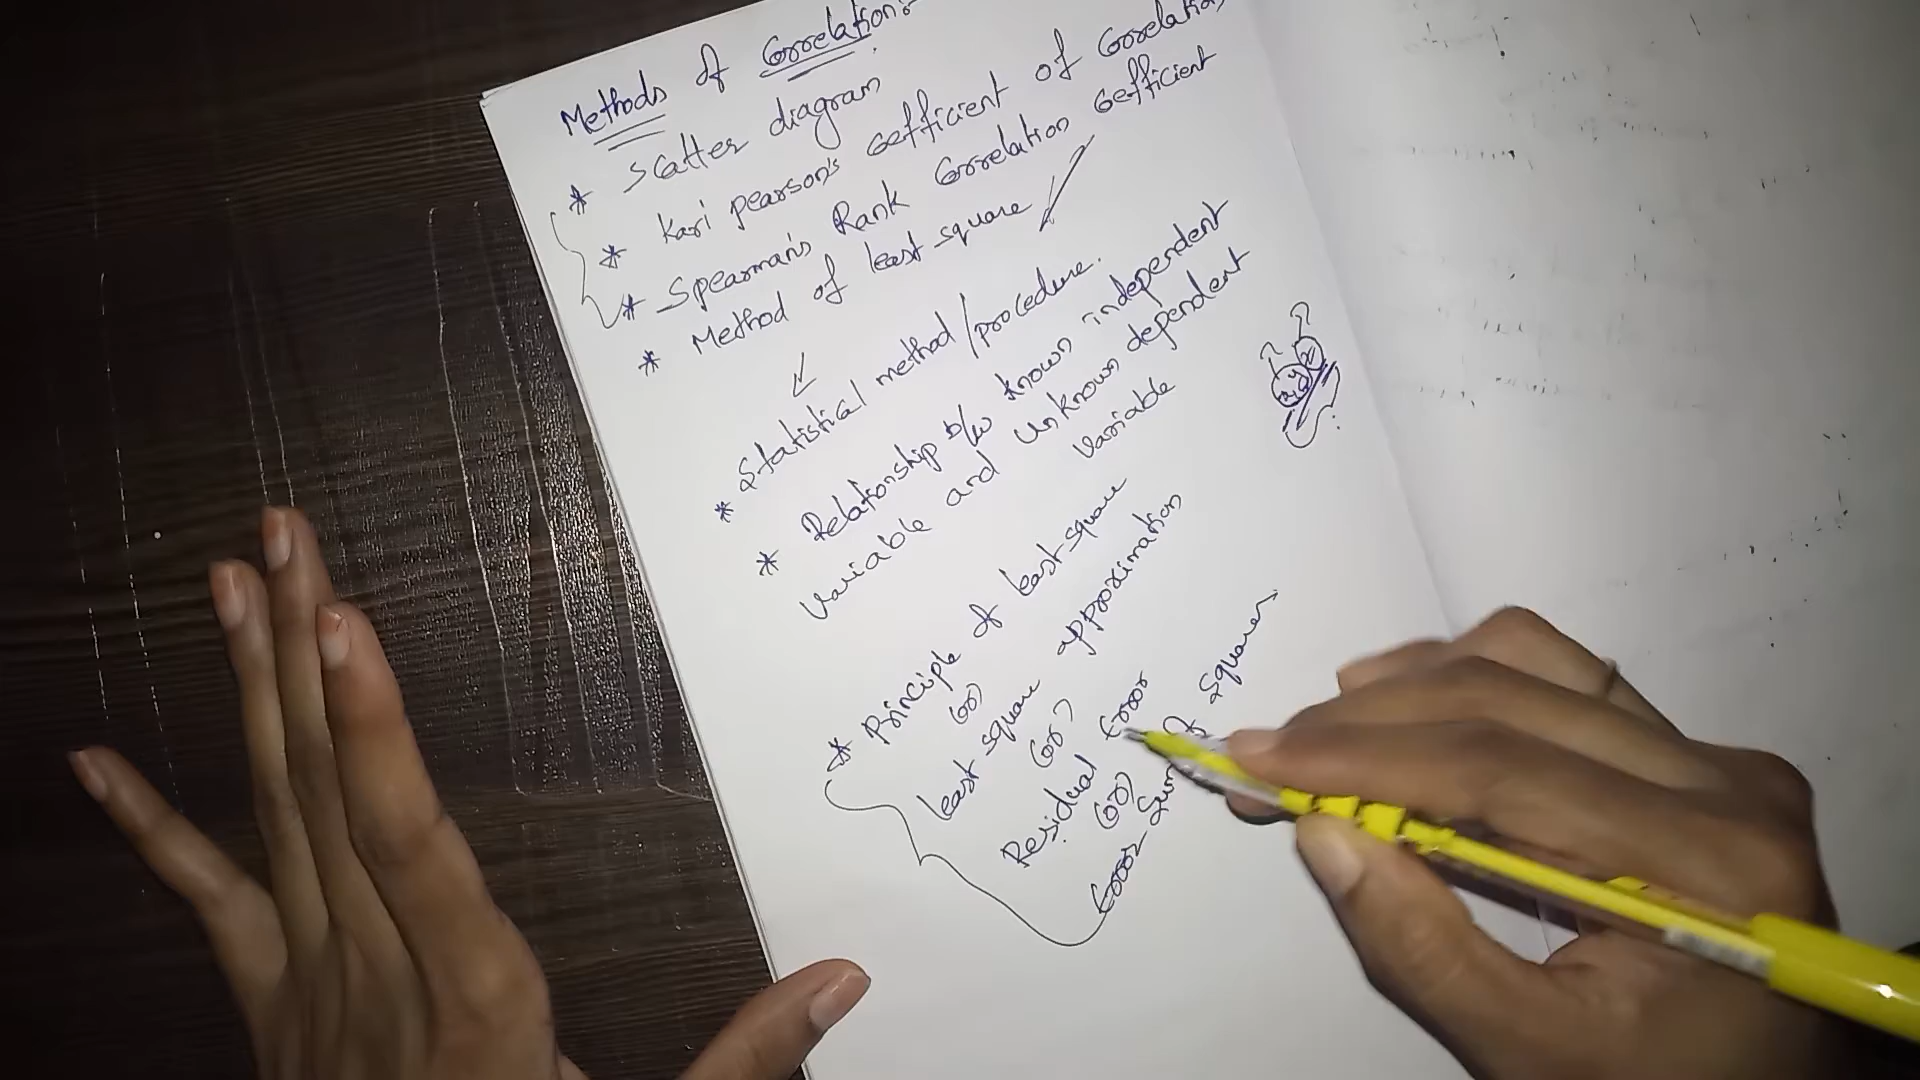 Methods of Correlation:
* Scatter diagram
* Kari pearson's Coefficient of Correlation
* Spearman's Rank Correlation Coefficient
* Method of least square
* Statistical method/procedure.
* Relationship b/w known independent
Variable and Unknown dependent
Variable
* Principle of least square
(or)
least square approximation
(or)
Residual Error
(or)
Error Sum of Squares